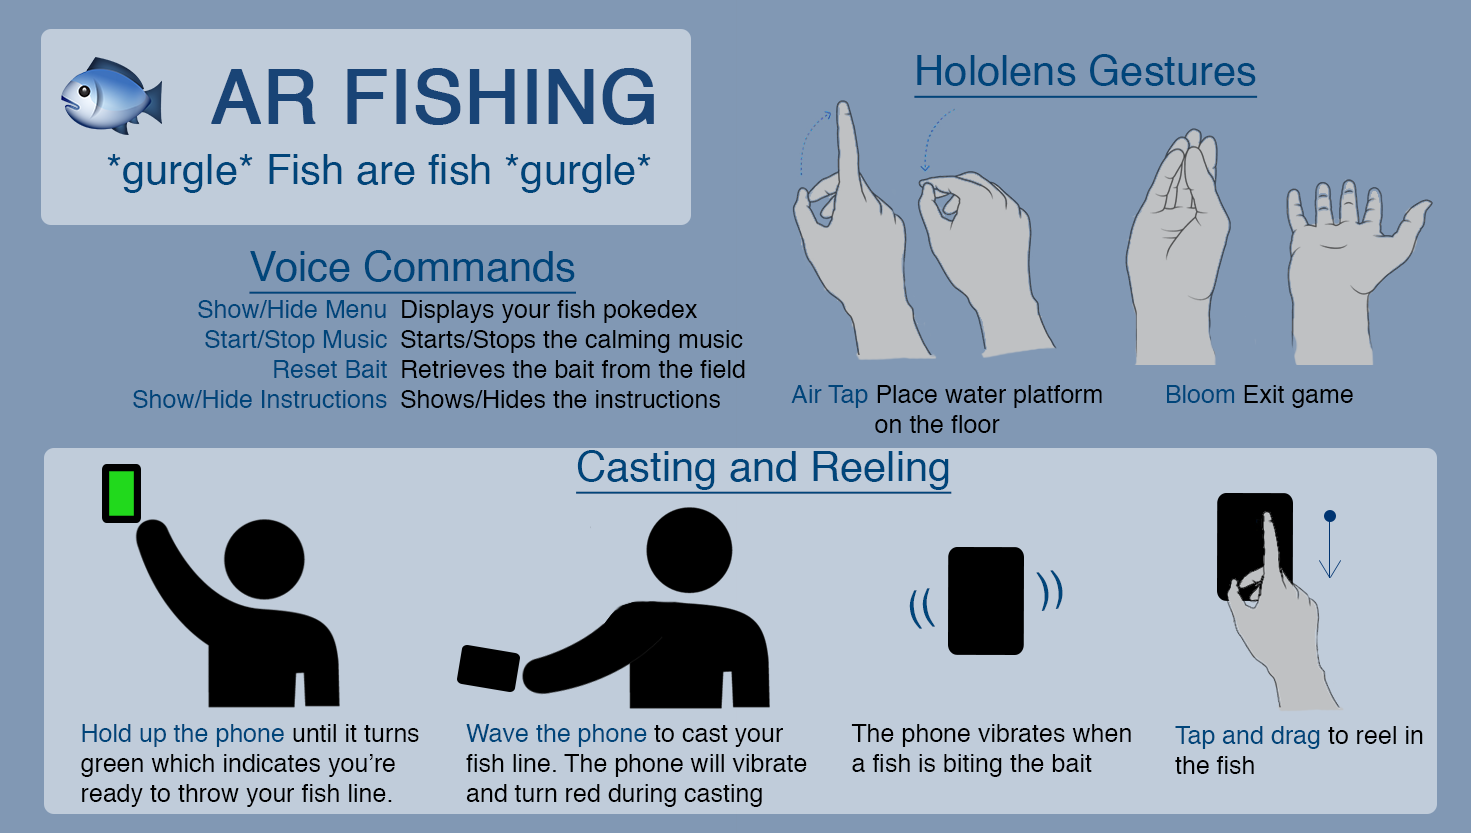 AR FISHING
*gurgle* Fish are fish *gurgle*
Voice Commands
Show/Hide Menu Displays your fish pokedex
Start/Stop Music Starts/Stops the calming music
Reset Bait Retrieves the bait from the field
Show/Hide Instructions Shows/Hides the instructions
Hololens Gestures
Air Tap Place water platform
on the floor
Bloom Exit game
Casting and Reeling
Hold up the phone until it turns
green which indicates you're
ready to throw your fish line.
Wave the phone to cast your
fish line. The phone will vibrate
and turn red during casting
The phone vibrates when
a fish is biting the bait
Tap and drag to reel in
the fish